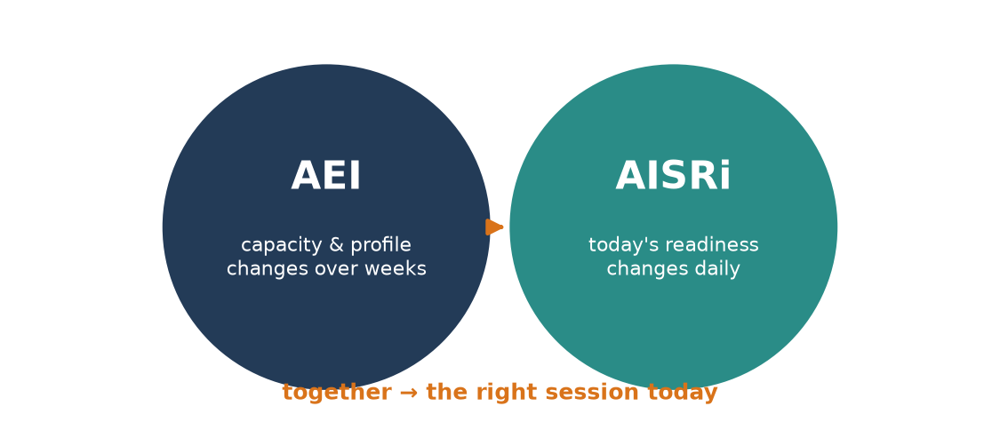 AEI
capacity & profile
changes over weeks
AISRi
today's readiness
changes daily
together → the right session today